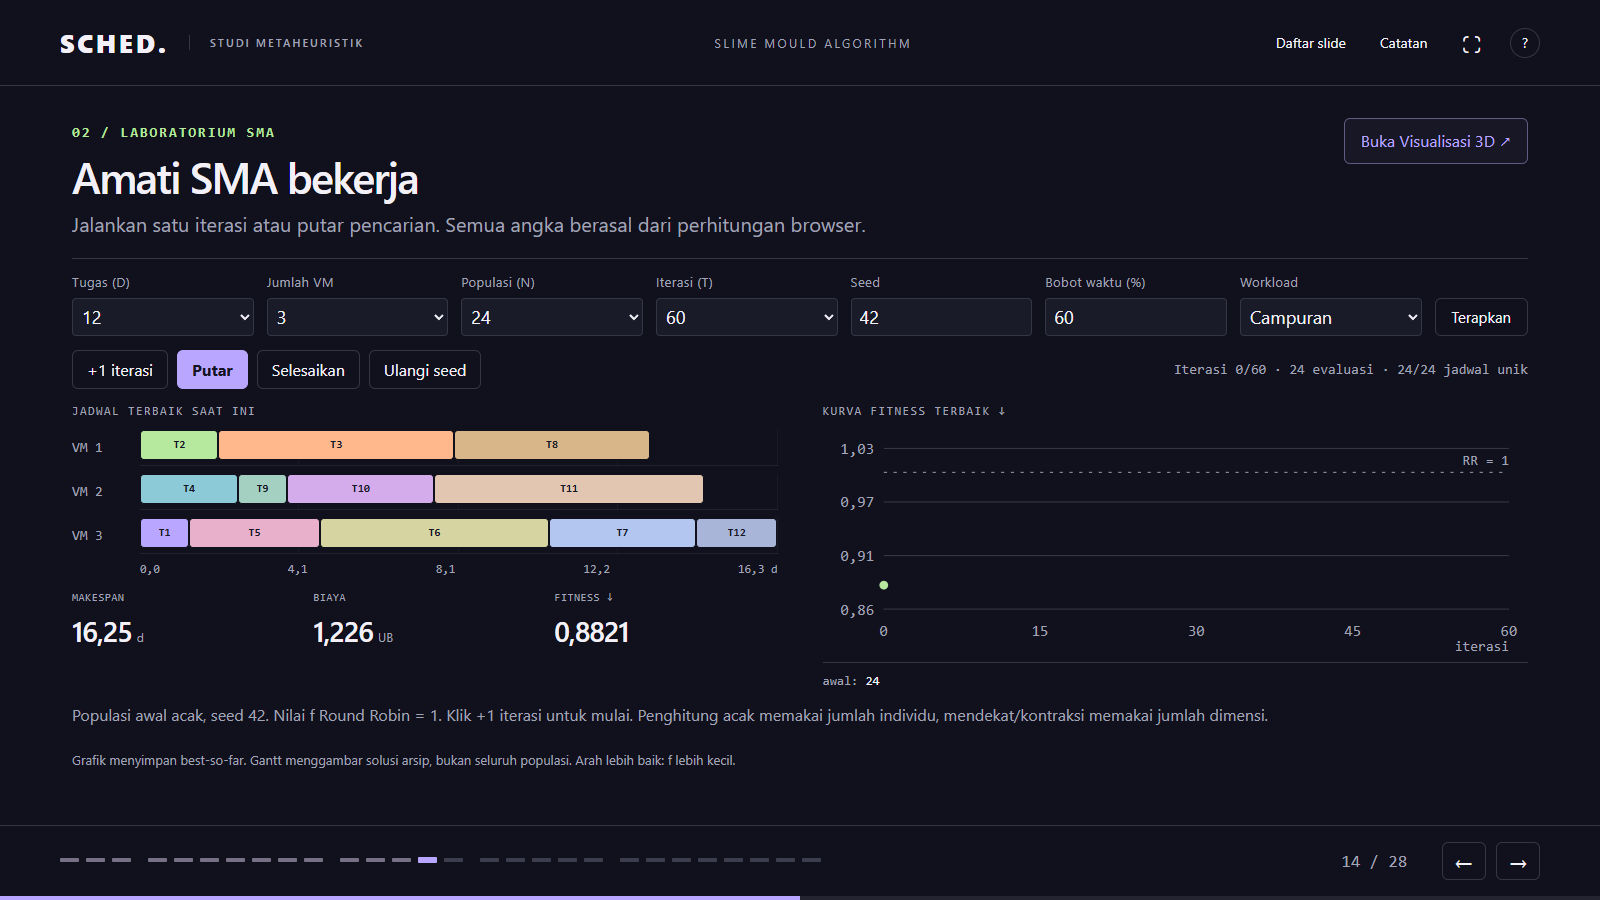 SCHED.
STUDI METAHEURISTIK
SLIME MOULD ALGORITHM
Daftar slide
Catatan
?
02 / LABORATORIUM SMA
Buka Visualisasi 3D ↗
Amati SMA bekerja
Jalankan satu iterasi atau putar pencarian. Semua angka berasal dari perhitungan browser.
Tugas (D) Jumlah VM Populasi (N) Iterasi (T) Seed Bobot waktu (%) Workload
12 3 24 60 42 60 Campuran Terapkan
+1 iterasi Putar Selesaikan Ulangi seed
Iterasi 0/60 · 24 evaluasi · 24/24 jadwal unik
JADWAL TERBAIK SAAT INI
VM 1 T2 T3 T8
VM 2 T4 T9 T10 T11
VM 3 T1 T5 T6 T7 T12
0,0 4,1 8,1 12,2 16,3 d
MAKESPAN BIAYA FITNESS ↓
16,25 d 1,226 UB 0,8821
KURVA FITNESS TERBAIK ↓
1,03
RR = 1
0,97
0,91
0,86
0 15 30 45 60
iterasi
awal: 24
Populasi awal acak, seed 42. Nilai f Round Robin = 1. Klik +1 iterasi untuk mulai. Penghitung acak memakai jumlah individu, mendekat/kontraksi memakai jumlah dimensi.
Grafik menyimpan best-so-far. Gantt menggambar solusi arsip, bukan seluruh populasi. Arah lebih baik: f lebih kecil.
14 / 28
← →